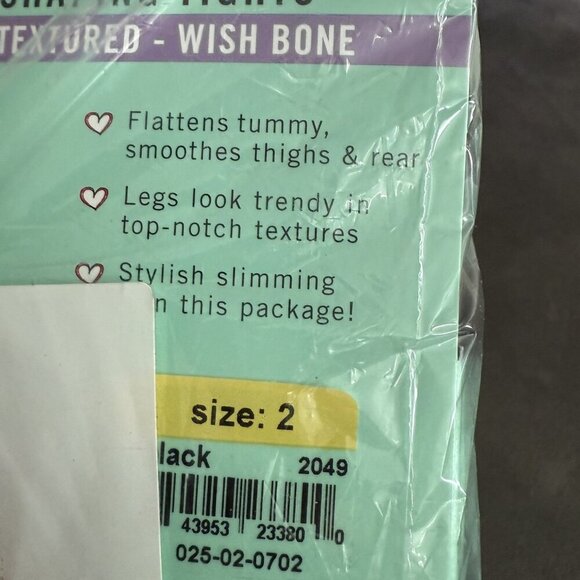 TIGHTS
TEXTURED - WISH BONE
Flattens tummy,
smoothes thighs & rear
Legs look trendy in
top-notch textures
Stylish slimming
n this package!
size: 2
lack 2049
43953 23380 0
025-02-0702